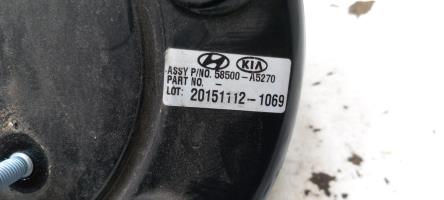 KIA
ASSY P/NO. 58500-A5270
PART NO. -
LOT: 20151112-1069